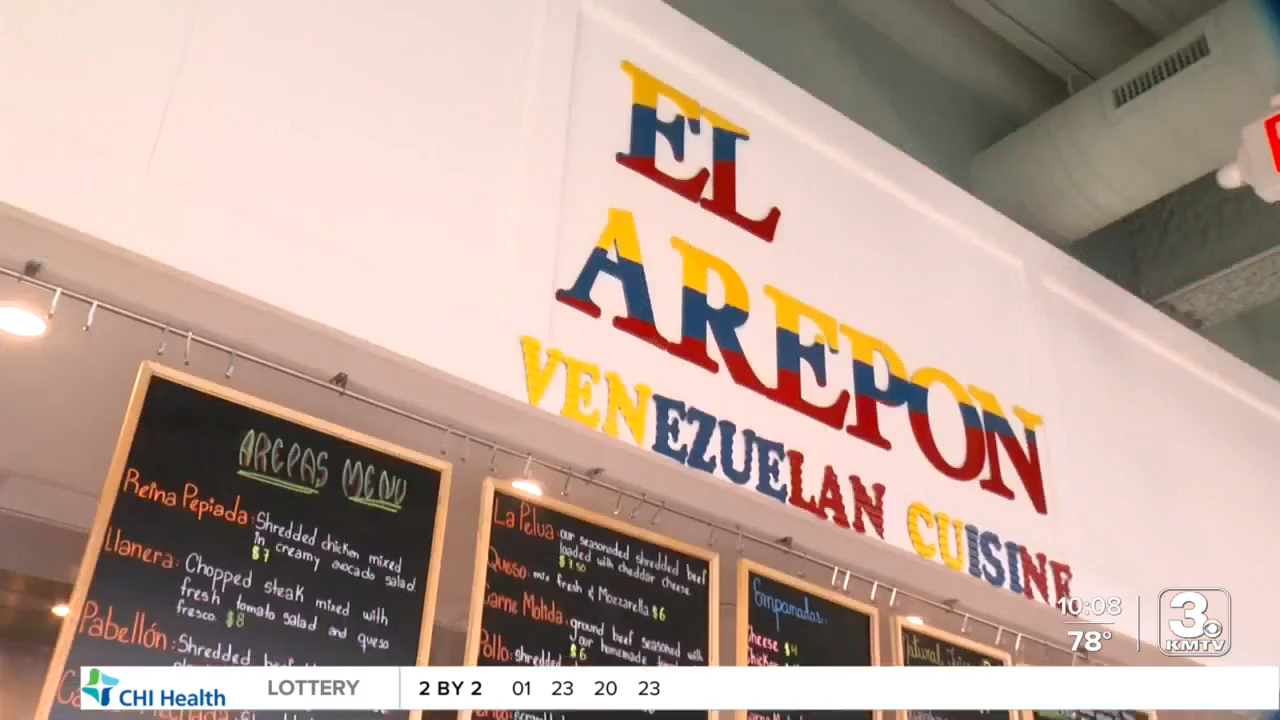 EL
AREPON
VENEZUELAN CUISINE
AREPAS MENU
Reina Pepiada: Shredded chicken mixed
in creamy avocado salad.
$7
Llanera: Chopped steak mixed with
fresh tomato salad and queso
fresco $8
Pabellón: Shredded
La Pelua: our seasoned shredded beef
loaded with cheddar cheese
$7.50
Queso: mix fresh & Mozzarella $6
Carne Molida: ground beef seasoned with
our homemade
$6
Pollo: shredded
Empanadas:
Cheese $4
10:08
78°
3
KMTV
CHI Health LOTTERY 2 BY 2 01 23 20 23